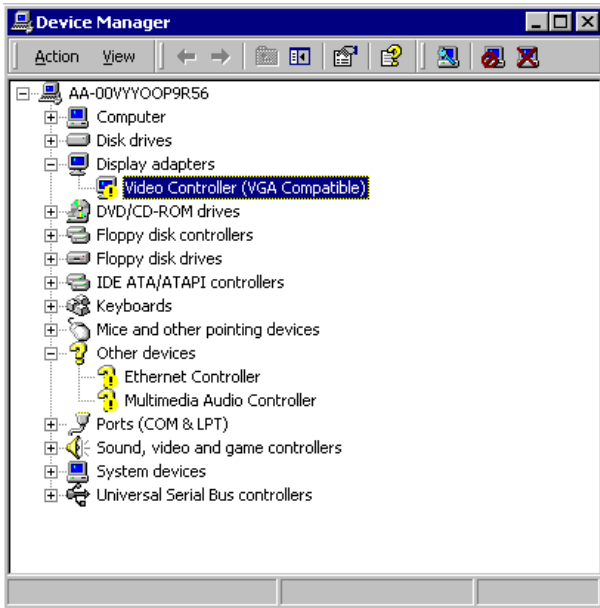 Device Manager
Action View
AA-00VYYOOP9R56
Computer
Disk drives
Display adapters
Video Controller (VGA Compatible)
DVD/CD-ROM drives
Floppy disk controllers
Floppy disk drives
IDE ATA/ATAPI controllers
Keyboards
Mice and other pointing devices
Other devices
Ethernet Controller
Multimedia Audio Controller
Ports (COM & LPT)
Sound, video and game controllers
System devices
Universal Serial Bus controllers